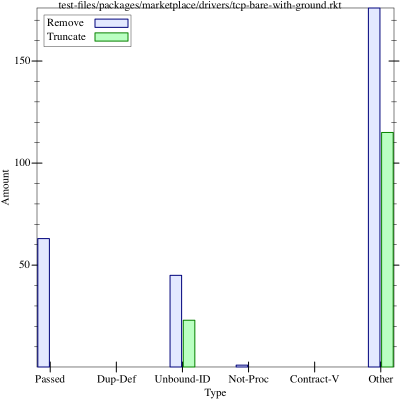 test-files/packages/marketplace/drivers/tcp-bare-with-ground.rkt
Remove
Truncate
150
100
50
Amount
Passed Dup-Def Unbound-ID Not-Proc Contract-V Other
Type